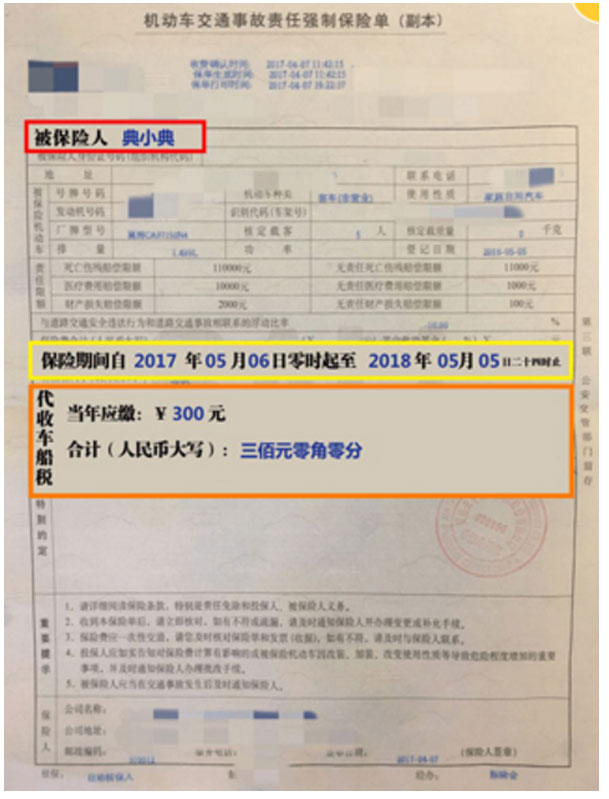 机动车交通事故责任强制保险单（副本）
收费确认时间： 2017-04-07 11:42:15
保单生成时间： 2017-04-07 11:42:15
保单打印时间： 2017-04-07 16:22:37
被保险人 典小典
被保险人身份证号码(组织机构代码)
地 址 联系电话
被保险机动车
号牌号码 机动车种类 客车(非营业) 使用性质 家庭自用汽车
发动机号码 识别代码(车架号)
厂牌型号 核定载客 5 人 核定载质量 0 千克
排 量 功 率 登记日期
责任限额
死亡伤残赔偿限额 110000元 无责任死亡伤残赔偿限额 11000元
医疗费用赔偿限额 10000元 无责任医疗费用赔偿限额 1000元
财产损失赔偿限额 2000元 无责任财产损失赔偿限额 100元
与道路交通安全违法行为和道路交通事故相联系的浮动比率 %
保险期间自 2017 年 05 月 06 日零时起至 2018 年 05 月 05 日二十四时止
代收车船税
当年应缴：￥ 300 元
合计（人民币大写）：三佰元零角零分
特别约定
重要提示
1、请详细阅读保险条款，特别是责任免除和投保人、被保险人义务。
2、收到本保险单后，请立即核对，如有不符或疏漏，请及时通知保险人并办理变更或补充手续。
3、保险费应一次性交清，请您及时核对保险单和发票（收据），如有不符，请及时与保险人联系。
4、投保人应如实告知对保险费计算有影响的或被保险机动车因改装、加装、改变使用性质等导致危险程度增加的重要
事项，并及时通知保险人办理批改手续。
5、被保险人应当在交通事故发生后及时通知保险人。
保险人
公司名称：
公司地址：
邮政编码： 2017-04-07 (保险人签章)
核保： 自动核保人 经办：
第三联 公安交管部门留存